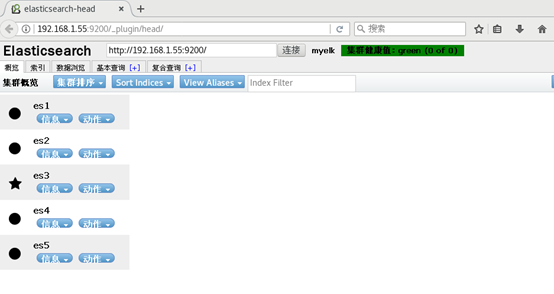 elasticsearch-head
192.168.1.55:9200/_plugin/head/
搜索
Elasticsearch http://192.168.1.55:9200/ 连接 myelk 集群健康值: green (0 of 0)
概览 索引 数据浏览 基本查询 [+] 复合查询 [+]
集群概览 集群排序 Sort Indices View Aliases Index Filter
es1
信息 动作
es2
信息 动作
es3
信息 动作
es4
信息 动作
es5
信息 动作